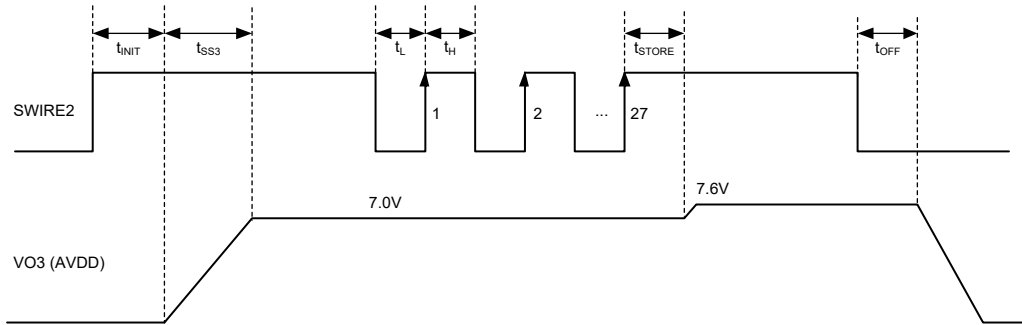 tINIT tSS3 tL tH tSTORE tOFF
SWIRE2
1 2 ... 27
7.0V 7.6V
VO3 (AVDD)